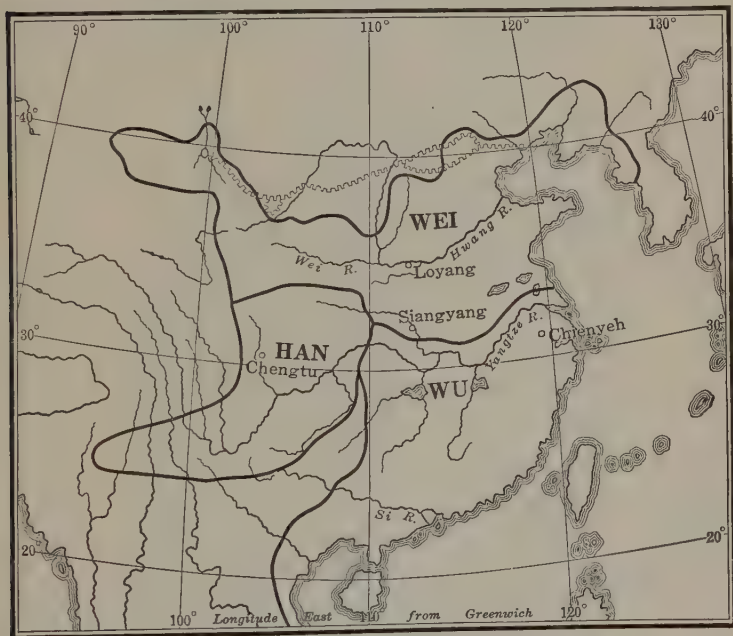 90° 100° 110° 120° 130°
40° 40°
WEI
Hwang R.
Wei R.
Loyang
Siangyang
Yangtze R.
Chienyeh
30° 30°
HAN
Chengtu
WU
Si R.
20° 20°
100° 110 120°
Longitude East from Greenwich